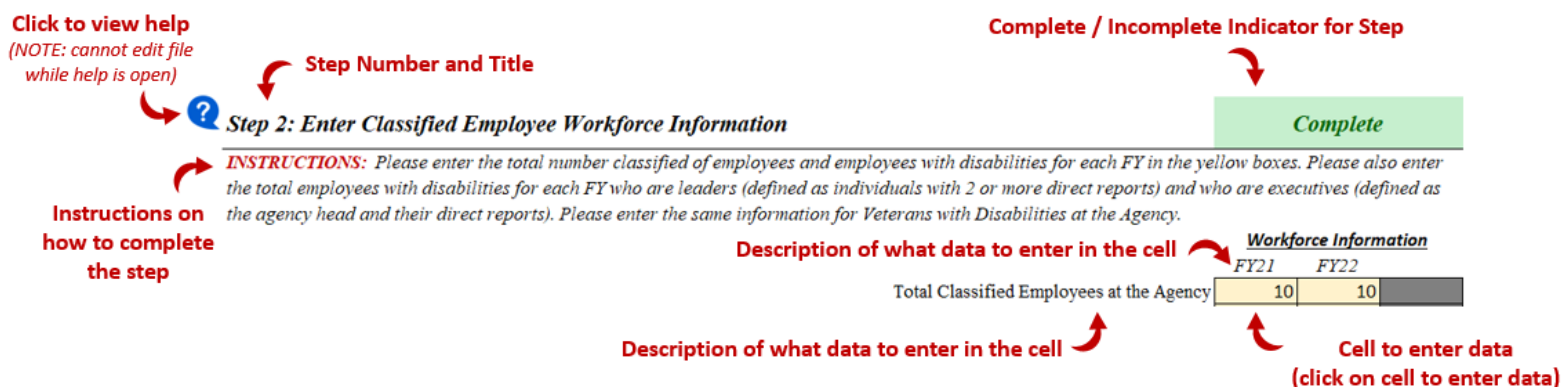 Click to view help
(NOTE: cannot edit file
while help is open)
Complete / Incomplete Indicator for Step
Step Number and Title
?
Step 2: Enter Classified Employee Workforce Information
Complete
INSTRUCTIONS: Please enter the total number classified of employees and employees with disabilities for each FY in the yellow boxes. Please also enter
the total employees with disabilities for each FY who are leaders (defined as individuals with 2 or more direct reports) and who are executives (defined as
the agency head and their direct reports). Please enter the same information for Veterans with Disabilities at the Agency.
Instructions on
how to complete
the step
Description of what data to enter in the cell
Workforce Information
FY21 FY22
Total Classified Employees at the Agency 10 10
Description of what data to enter in the cell
Cell to enter data
(click on cell to enter data)